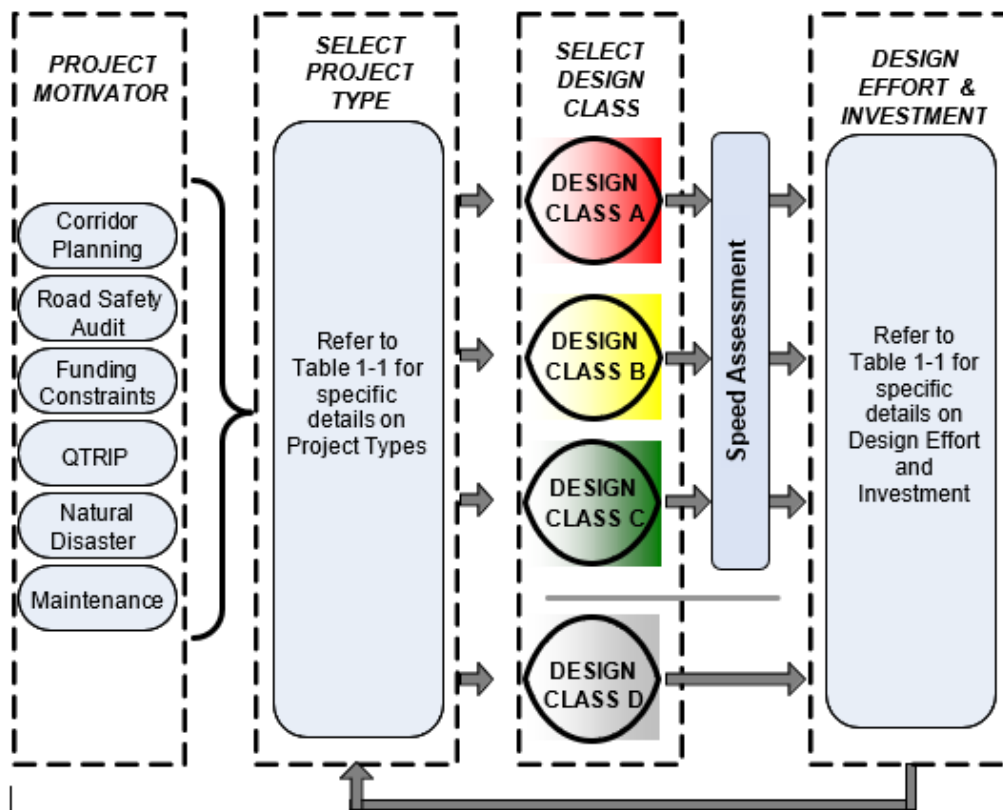 PROJECT
MOTIVATOR
Corridor
Planning
Road Safety
Audit
Funding
Constraints
QTRIP
Natural
Disaster
Maintenance
SELECT
PROJECT
TYPE
Refer to
Table 1-1 for
specific
details on
Project Types
SELECT
DESIGN
CLASS
DESIGN
CLASS A
DESIGN
CLASS B
DESIGN
CLASS C
DESIGN
CLASS D
Speed Assessment
DESIGN
EFFORT &
INVESTMENT
Refer to
Table 1-1 for
specific
details on
Design Effort
and
Investment